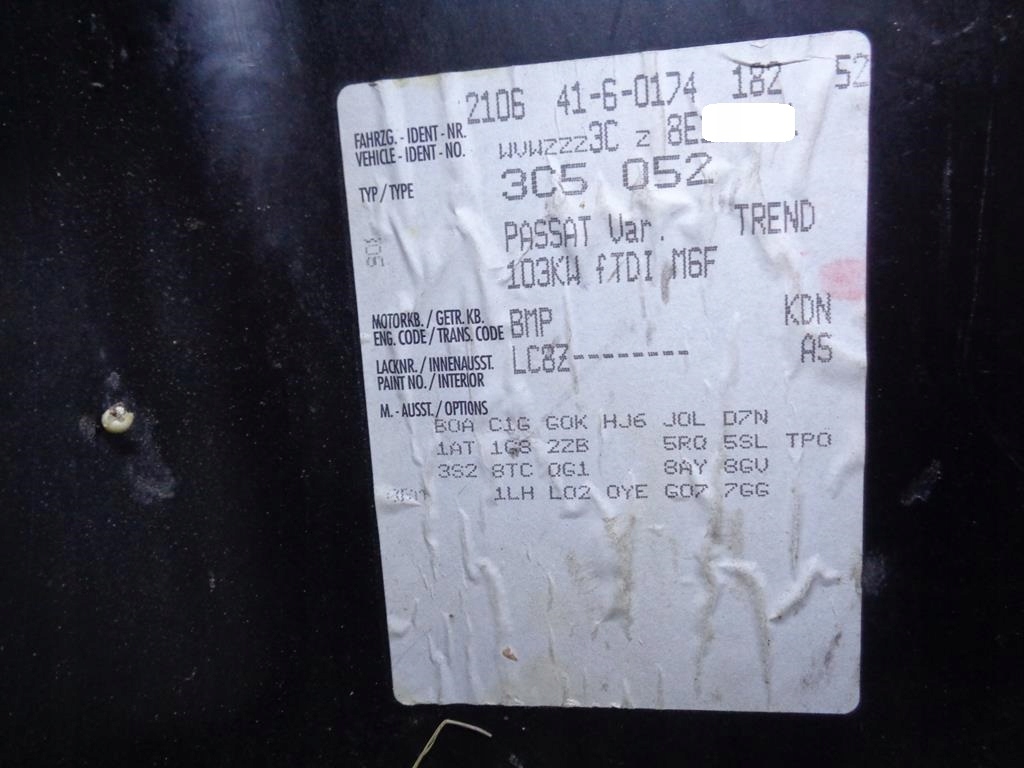 2106 41-6-0174 182 52
FAHRZG. - IDENT - NR.
VEHICLE - IDENT - NO.
WVWZZZ3C Z 8E
TYP / TYPE
3C5 052
PASSAT Var. TREND
103KW fTDI M6F
MOTORKB. / GETR. KB.
ENG. CODE / TRANS. CODE
BMP KDN
LACKNR. / INNENAUSST.
PAINT NO. / INTERIOR
LC8Z-------- AS
M. - AUSST. / OPTIONS
B0A C1G G0K HJ6 J0L D7N
1AT 1G8 2ZB 5RQ 5SL TP0
3S2 8TC 0G1 8AY 8GV
1LH L02 0YE G07 7GG